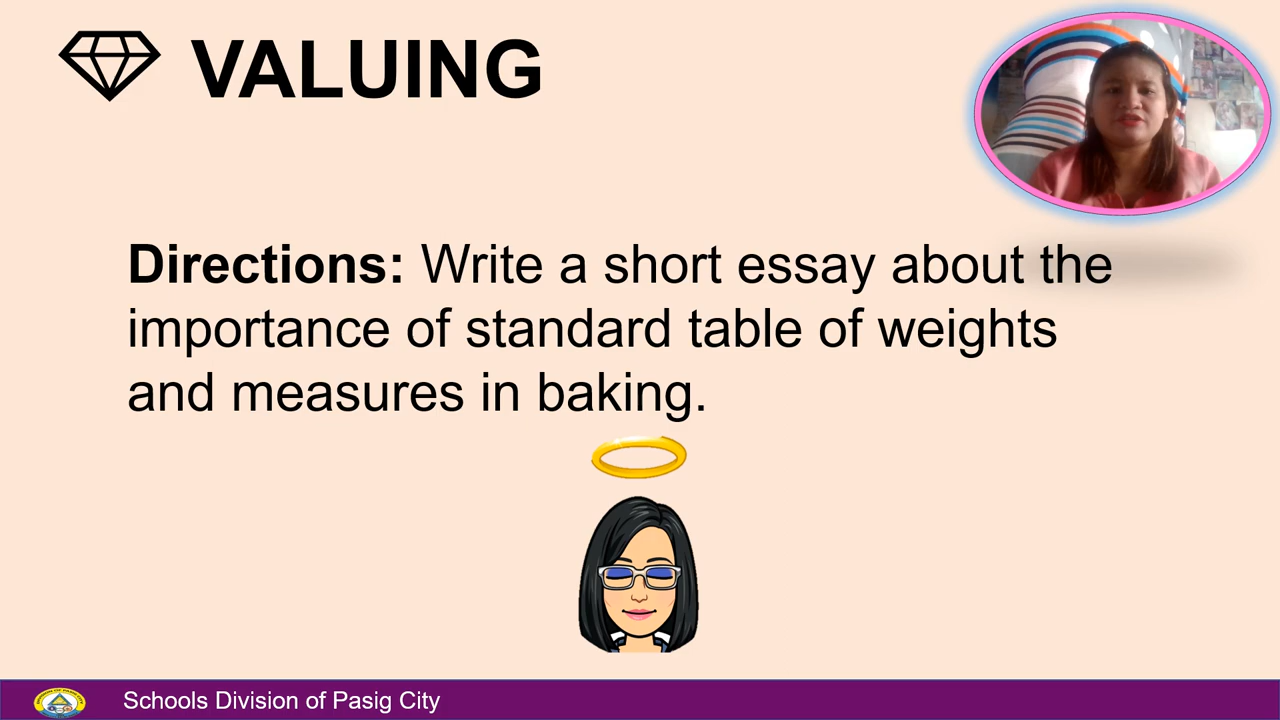 VALUING
Directions: Write a short essay about the
importance of standard table of weights
and measures in baking.
Schools Division of Pasig City